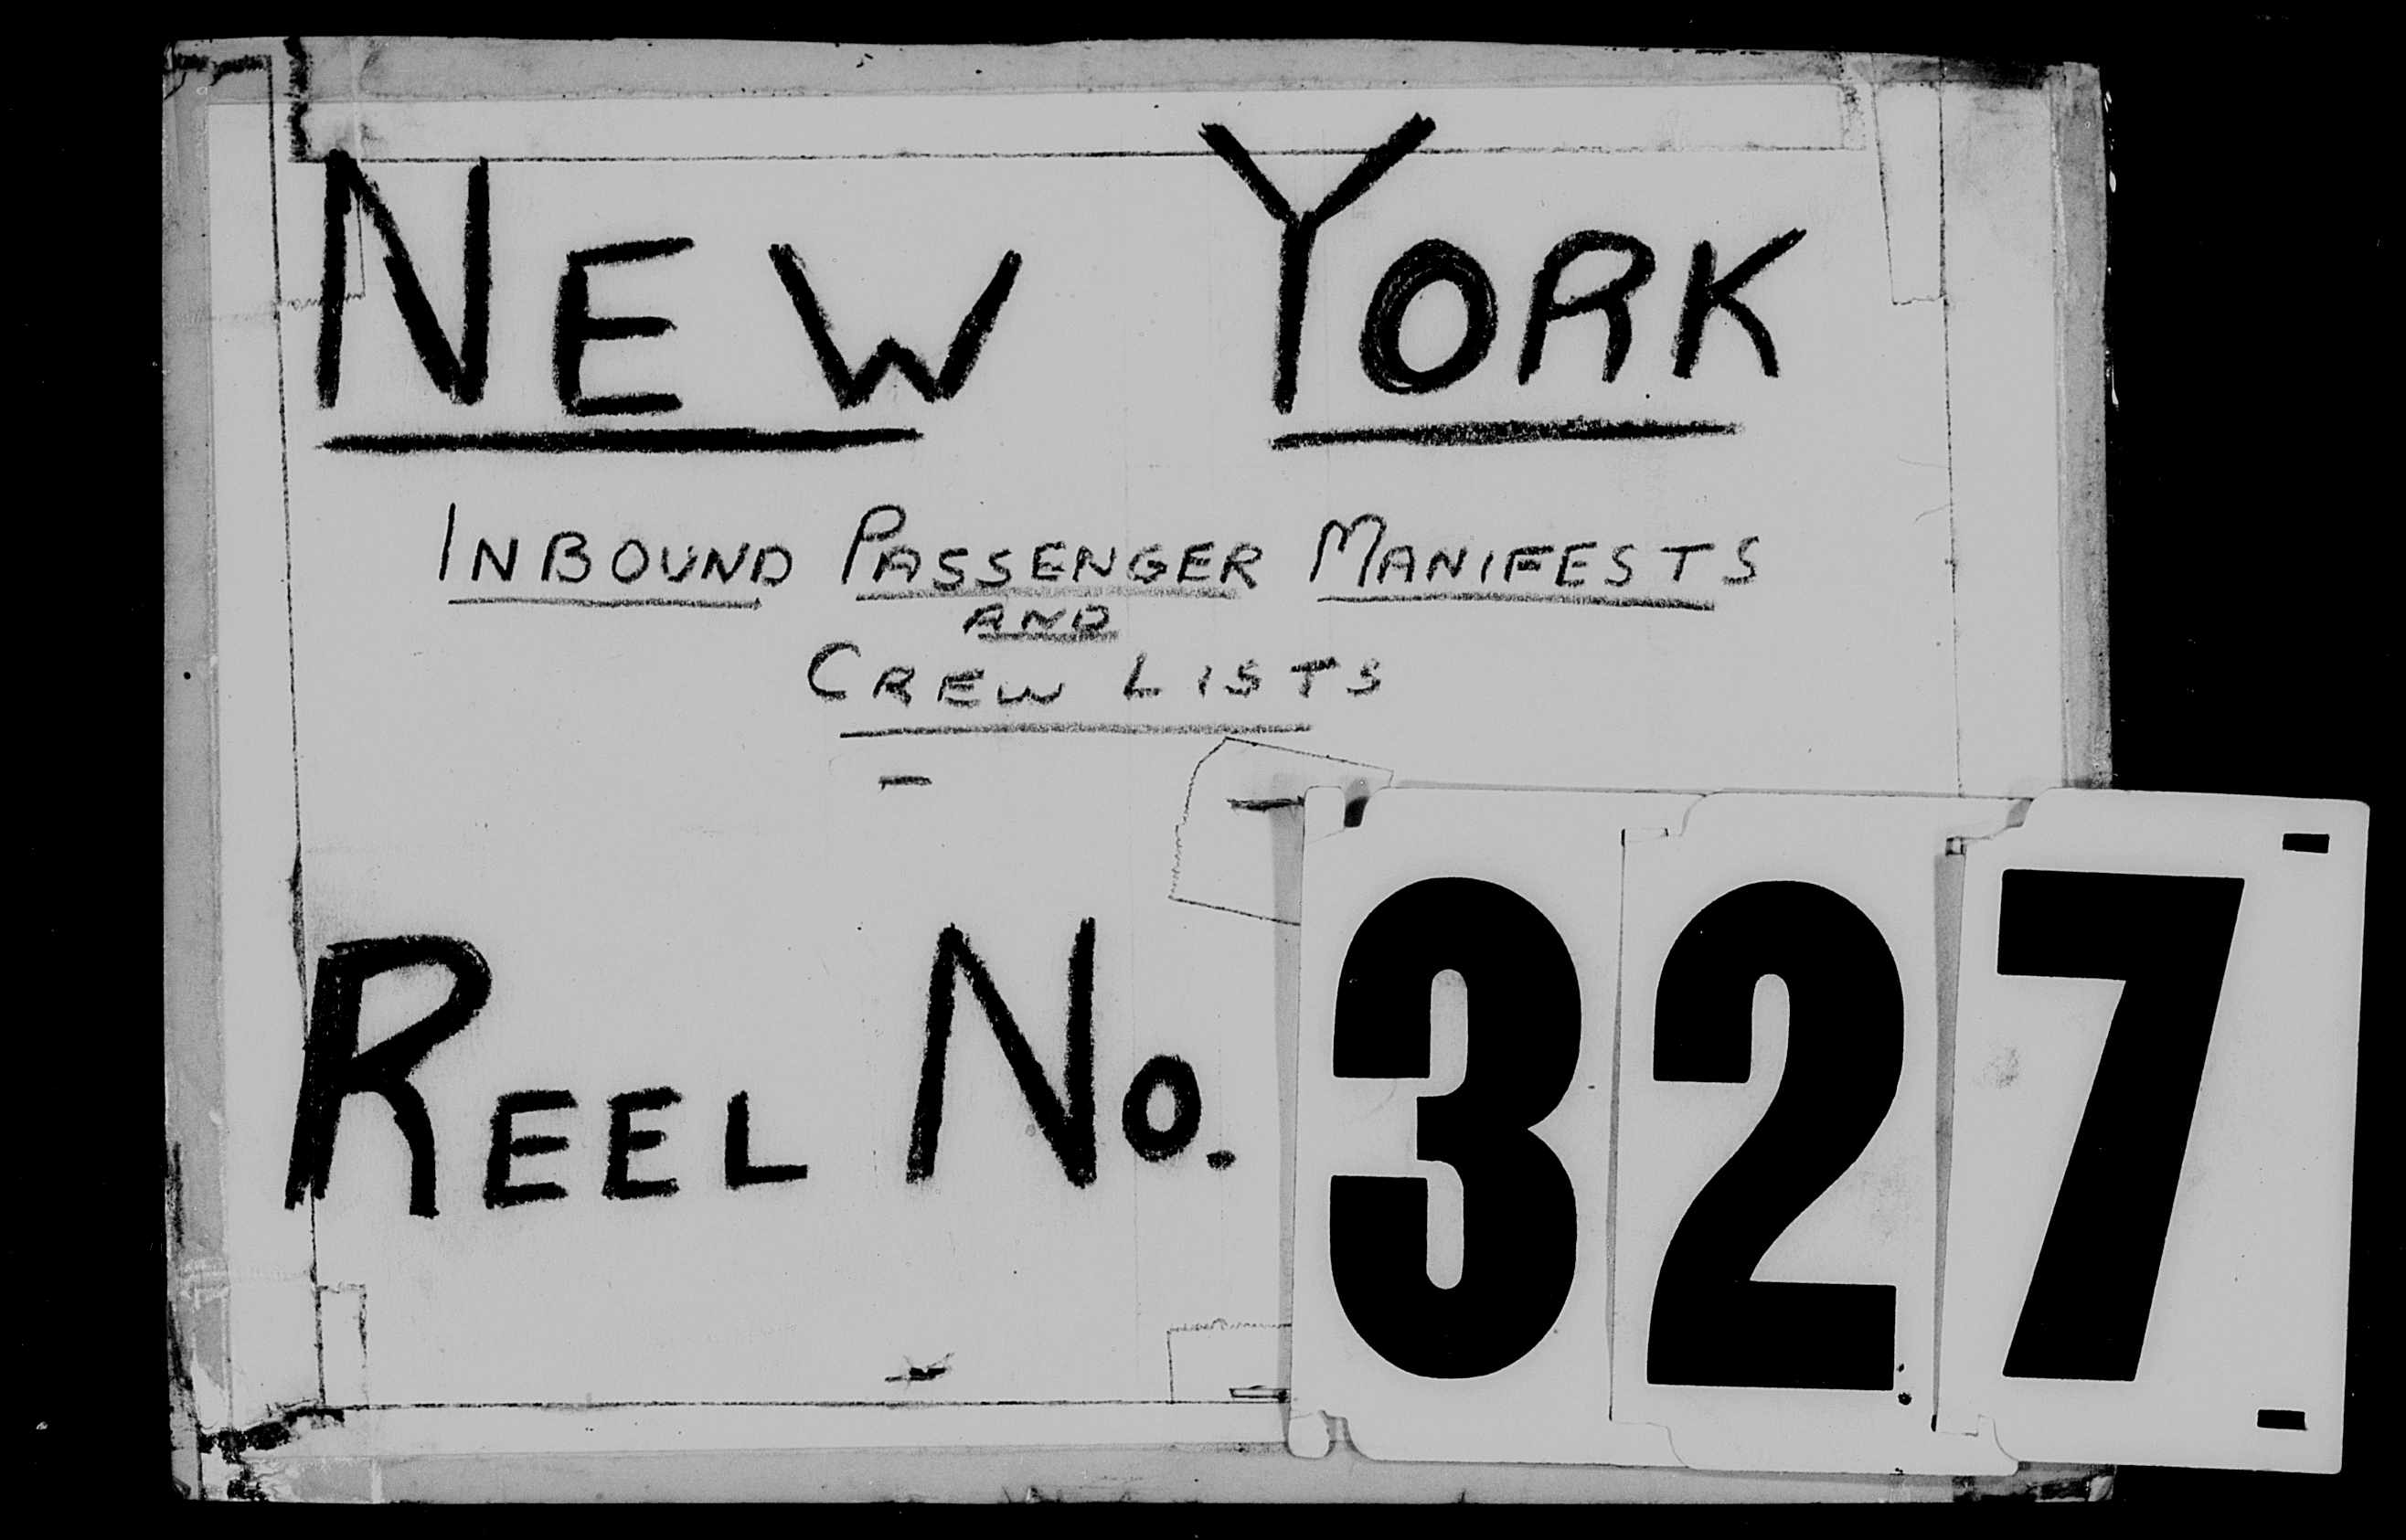 NEW YORK
INBOUND PASSENGER MANIFESTS
AND
CREW LISTS
REEL NO. 327